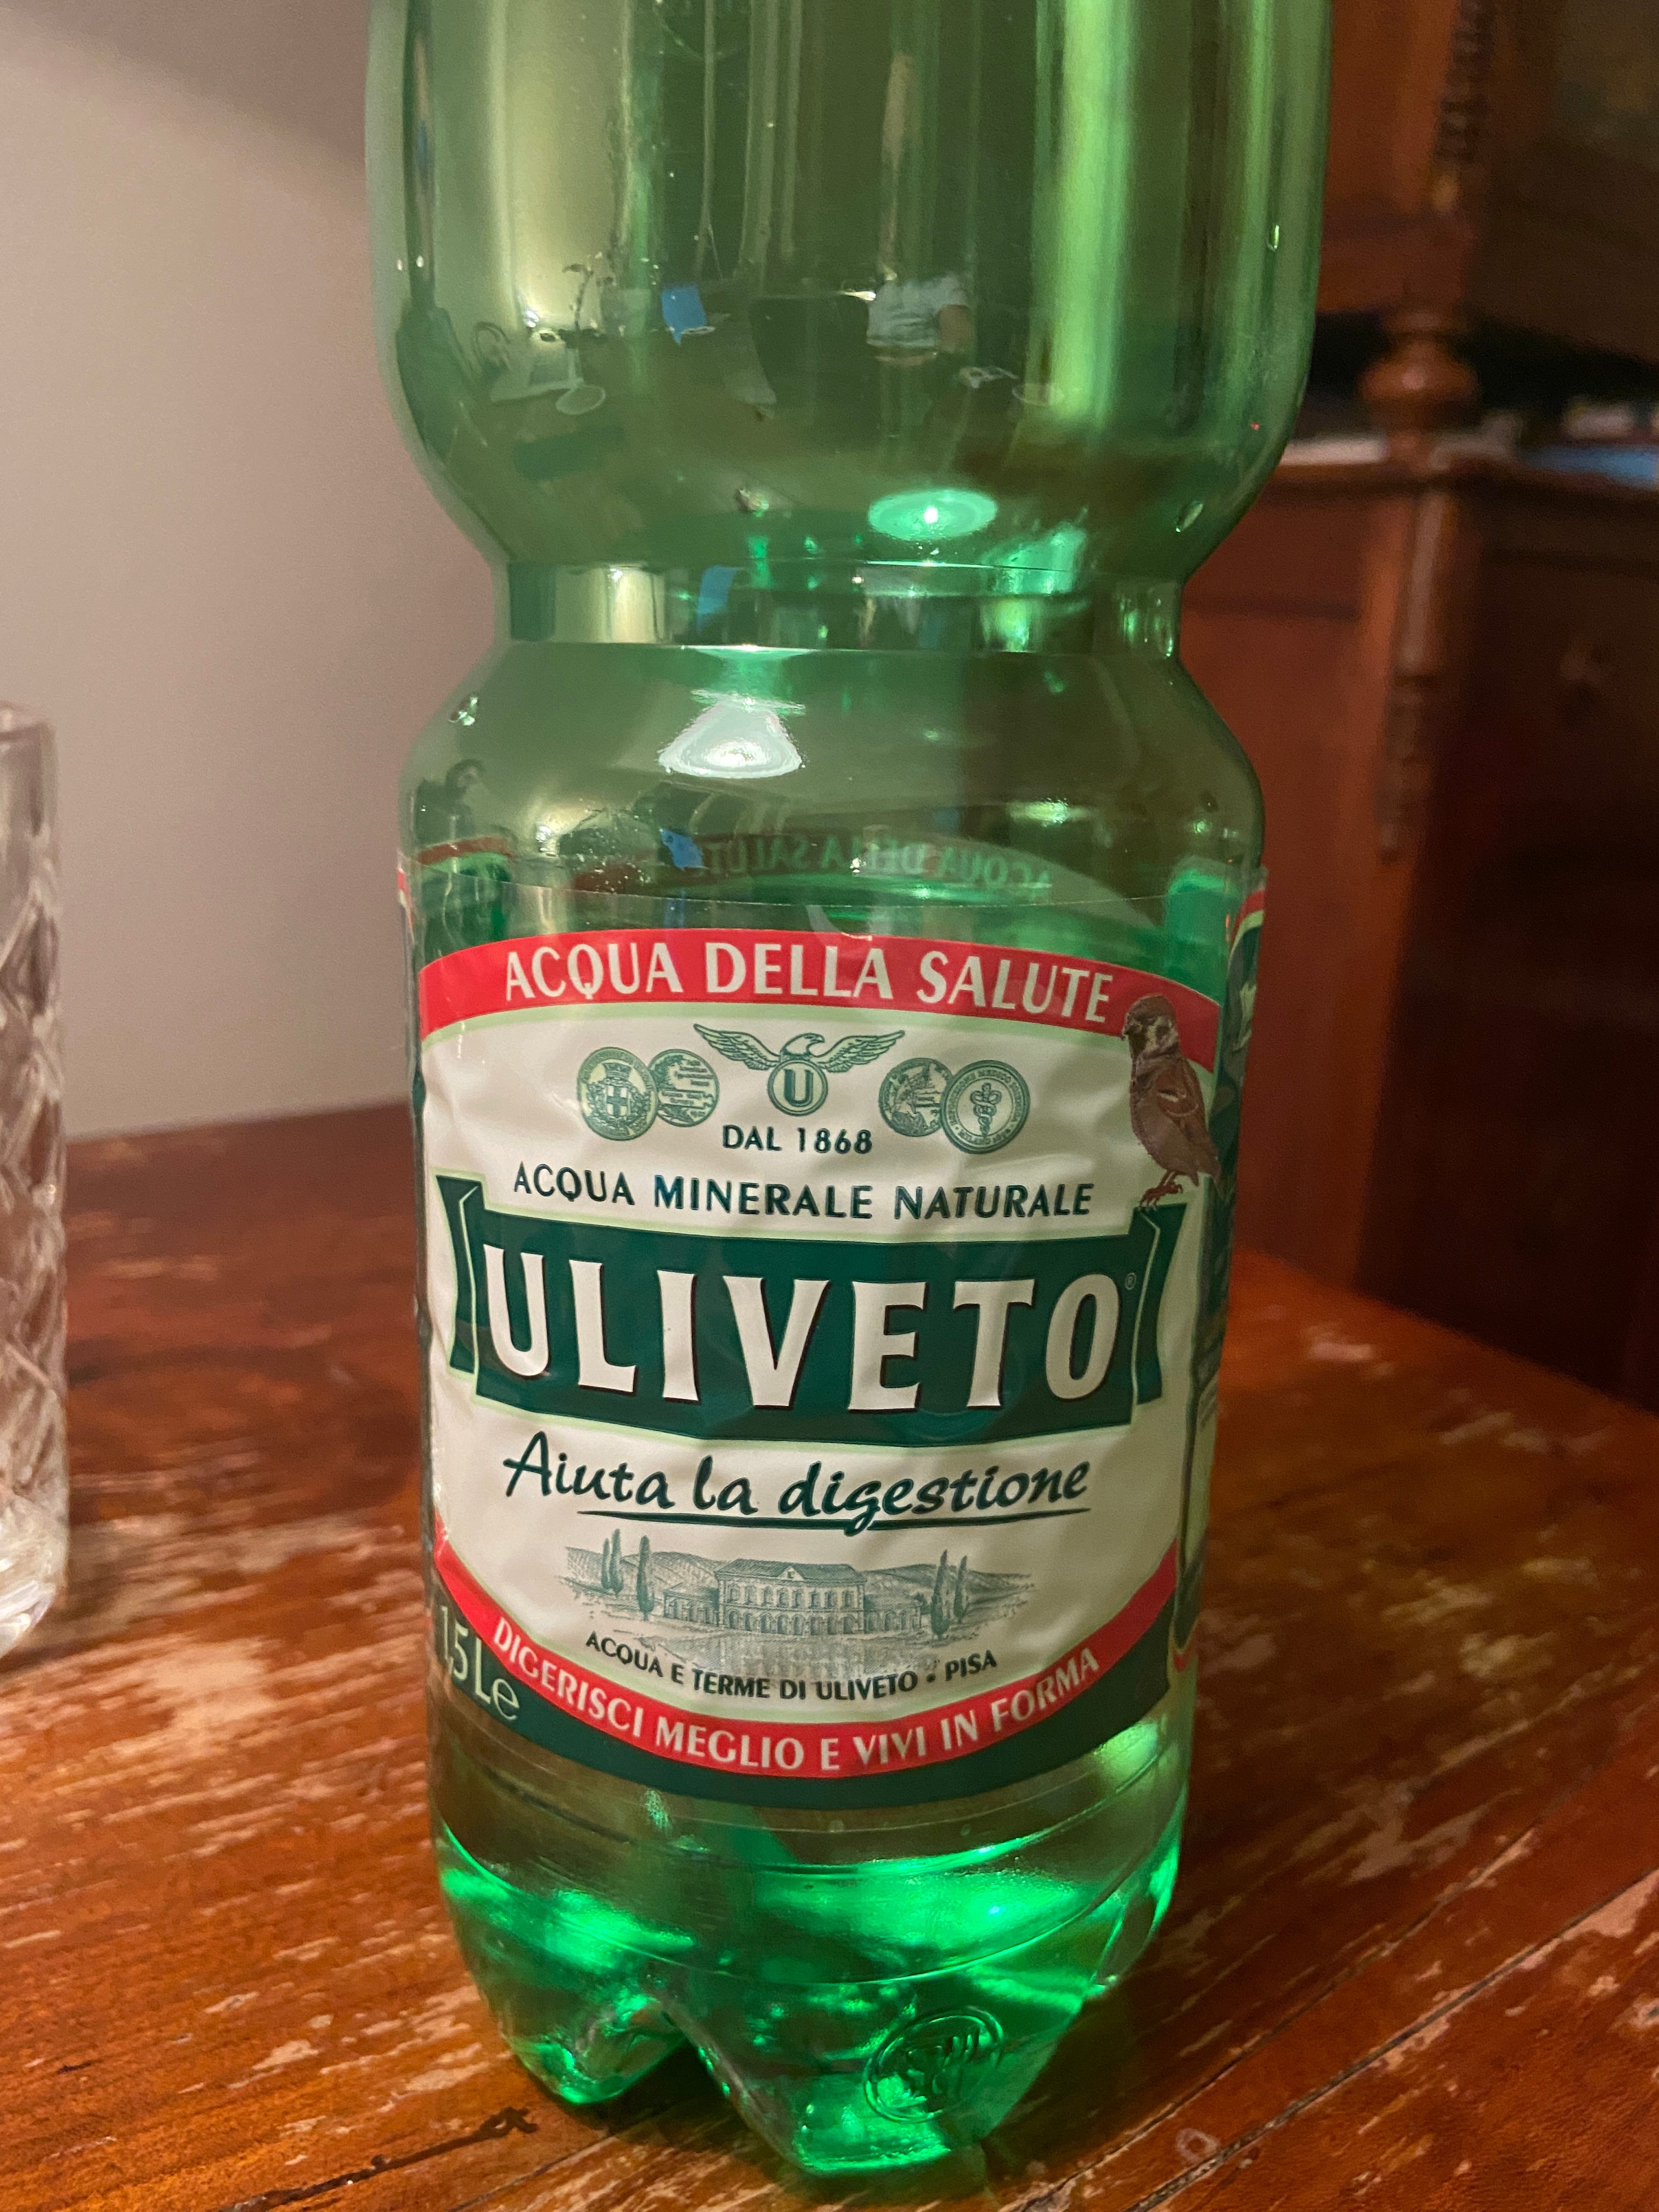 ACQUA DELLA SALUTE
U
DAL 1868
ACQUA MINERALE NATURALE
ULIVETO®
Aiuta la digestione
ACQUA E TERME DI ULIVETO • PISA
1,5 L e
DIGERISCI MEGLIO E VIVI IN FORMA